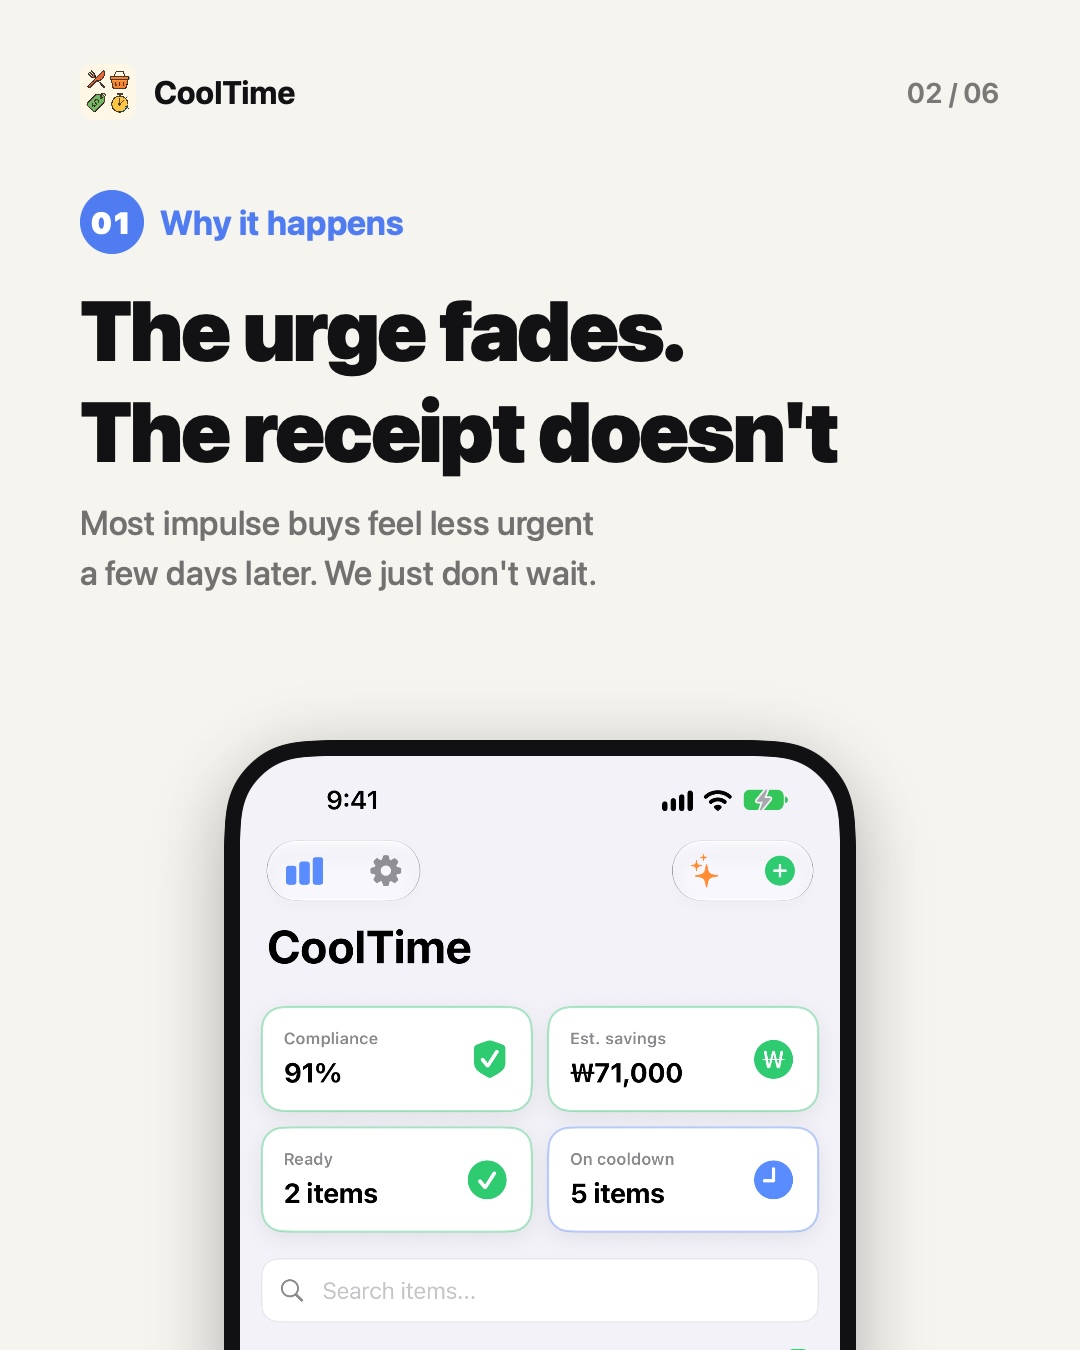 CoolTime
02 / 06
01 Why it happens
The urge fades.
The receipt doesn't
Most impulse buys feel less urgent
a few days later. We just don't wait.
9:41
CoolTime
Compliance
91%
Est. savings
₩71,000
₩
Ready
2 items
On cooldown
5 items
Search items...